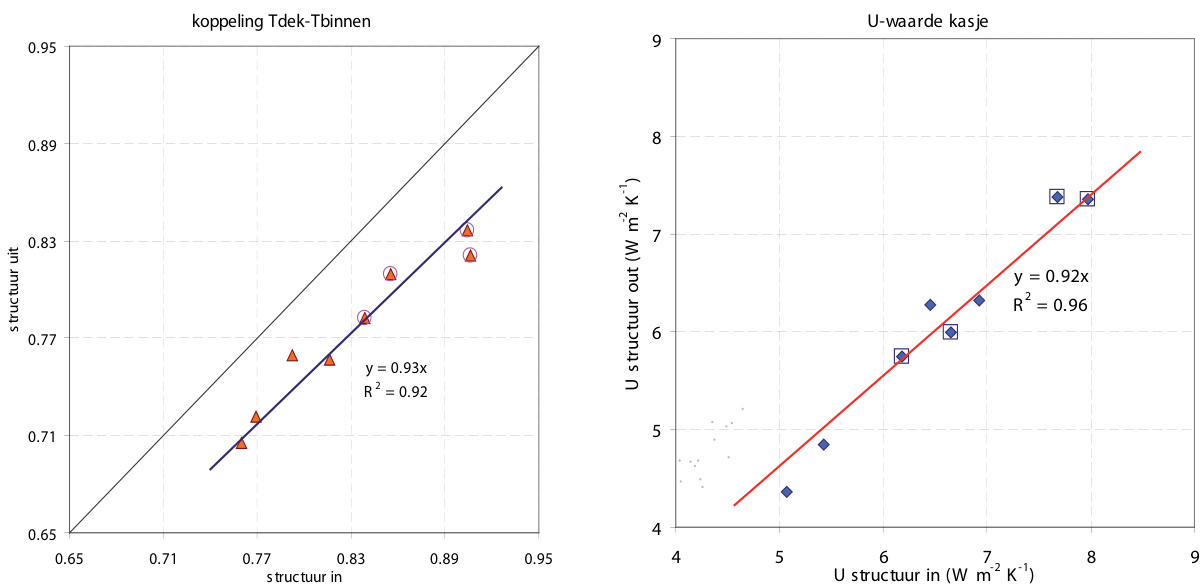 koppeling Tdek-Tbinnen
0.95
0.89
0.83
0.77
0.71
0.65
structuur uit
y = 0.93x
R2 = 0.92
0.65 0.71 0.77 0.83 0.89 0.95
structuur in
U-waarde kasje
9
8
7
6
5
4
U structuur out (W m-2 K-1)
y = 0.92x
R2 = 0.96
4 5 6 7 8 9
U structuur in (W m-2 K-1)